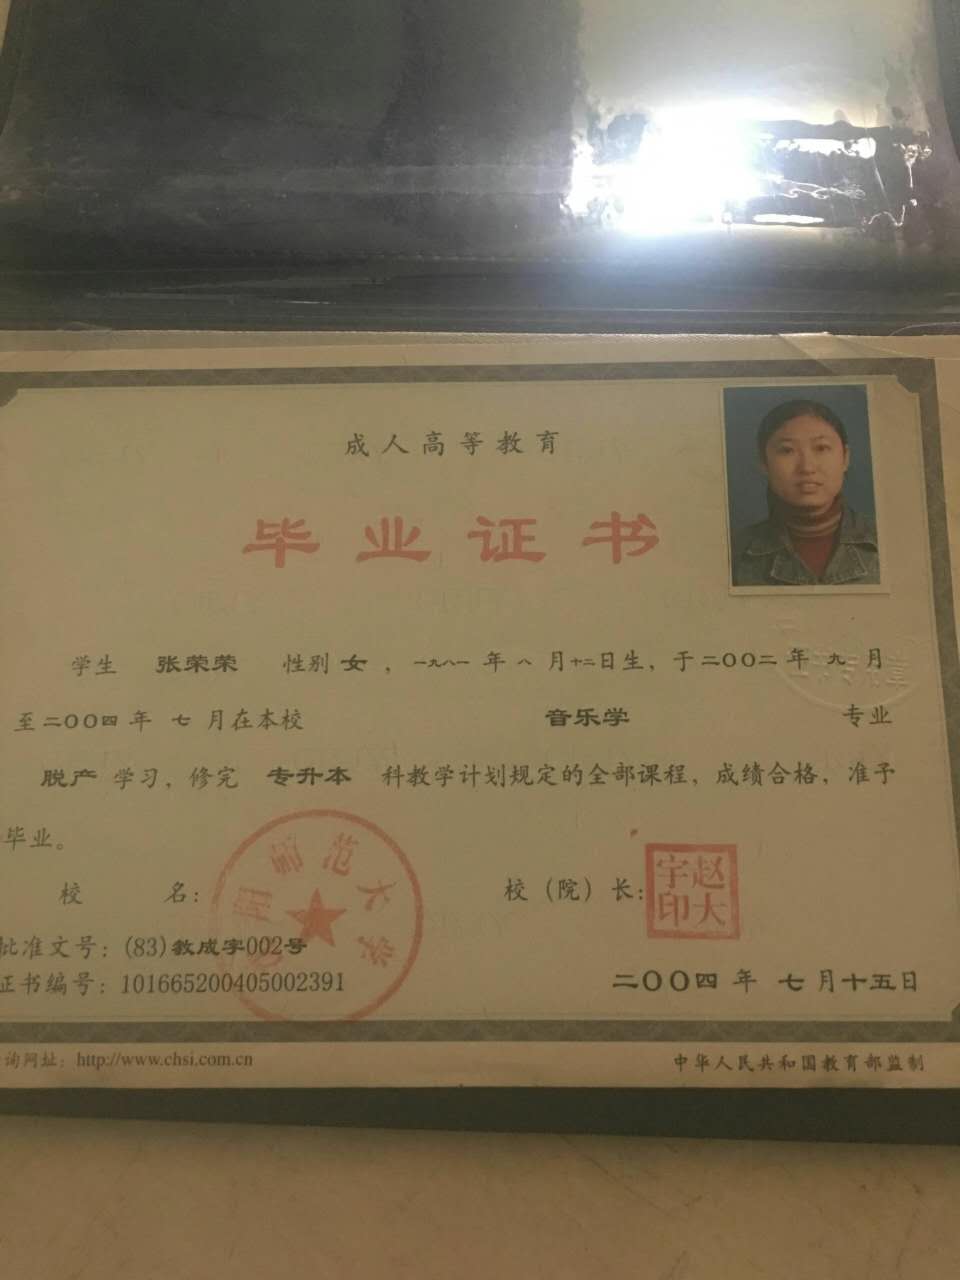 成人高等教育
毕业证书
学生 张荣荣 性别 女 ，一九八一 年 八 月十二日生，于二〇〇二 年 九 月
至二〇〇四 年 七 月在本校 音乐学 专业
脱产 学习，修完 专升本 科教学计划规定的全部课程，成绩合格，准予
毕业。
师范大学
校 名：
校（院）长：
赵大宇印
批准文号：(83)教成字002号
证书编号：101665200405002391
二〇〇四 年 七 月十五日
询网址：http://www.chsi.com.cn
中华人民共和国教育部监制